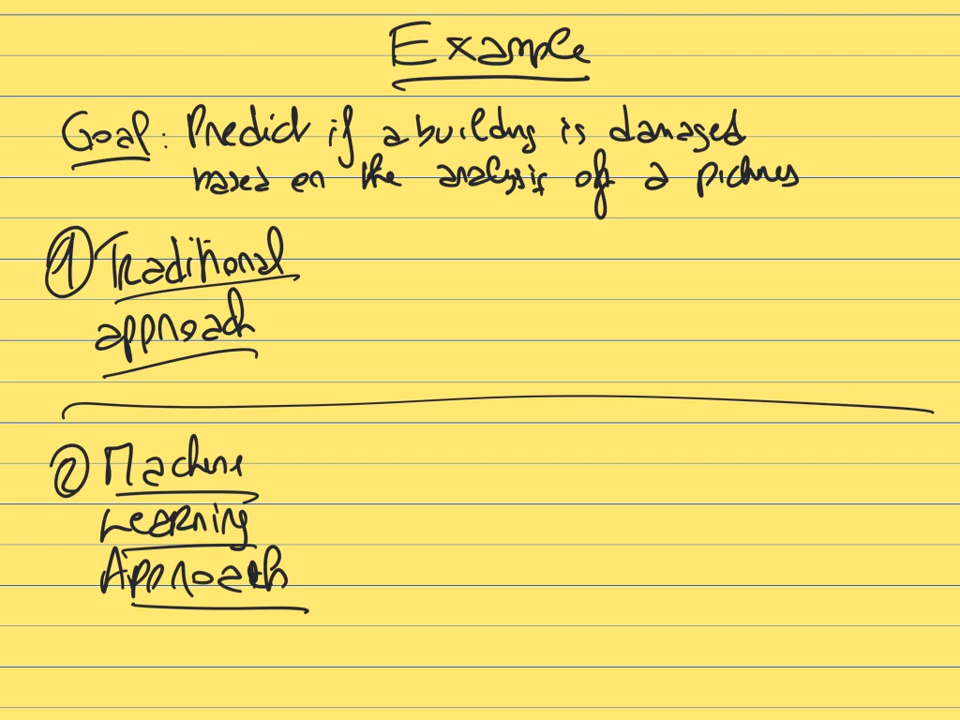 Example
Goal: Predict if a building is damaged
based on the analysis of a pictures
① Traditional
approach
② Machine
Learning
Approach